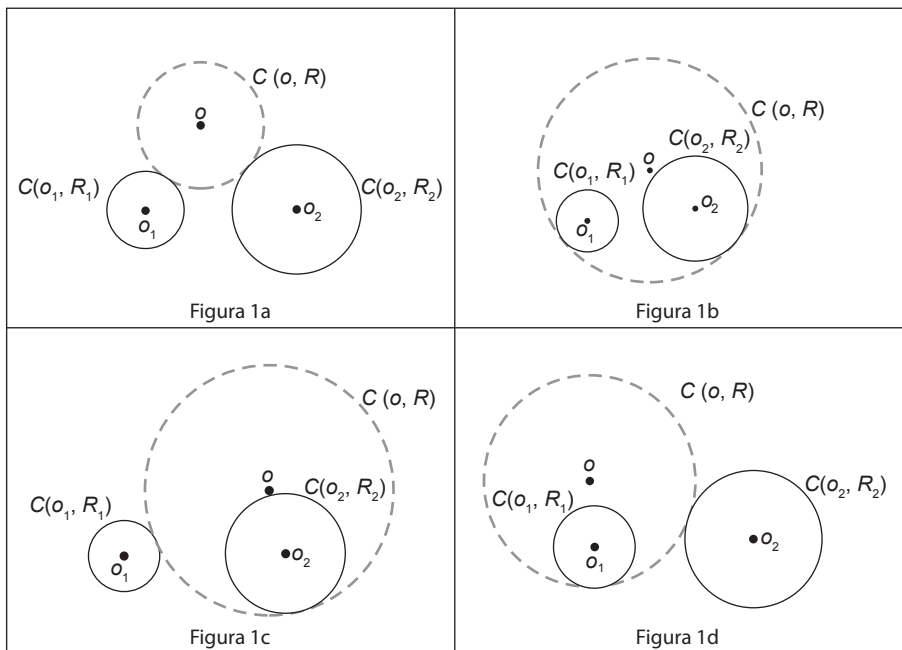 C (o, R)
o
C(o₁, R₁)
C(o₂, R₂)
o₁
o₂
Figura 1a
C (o, R)
C(o₂, R₂)
o
C(o₁, R₁)
o₂
o₁
Figura 1b
C (o, R)
o
C(o₂, R₂)
C(o₁, R₁)
o₁
o₂
Figura 1c
C (o, R)
o
C(o₁, R₁)
C(o₂, R₂)
o₁
o₂
Figura 1d